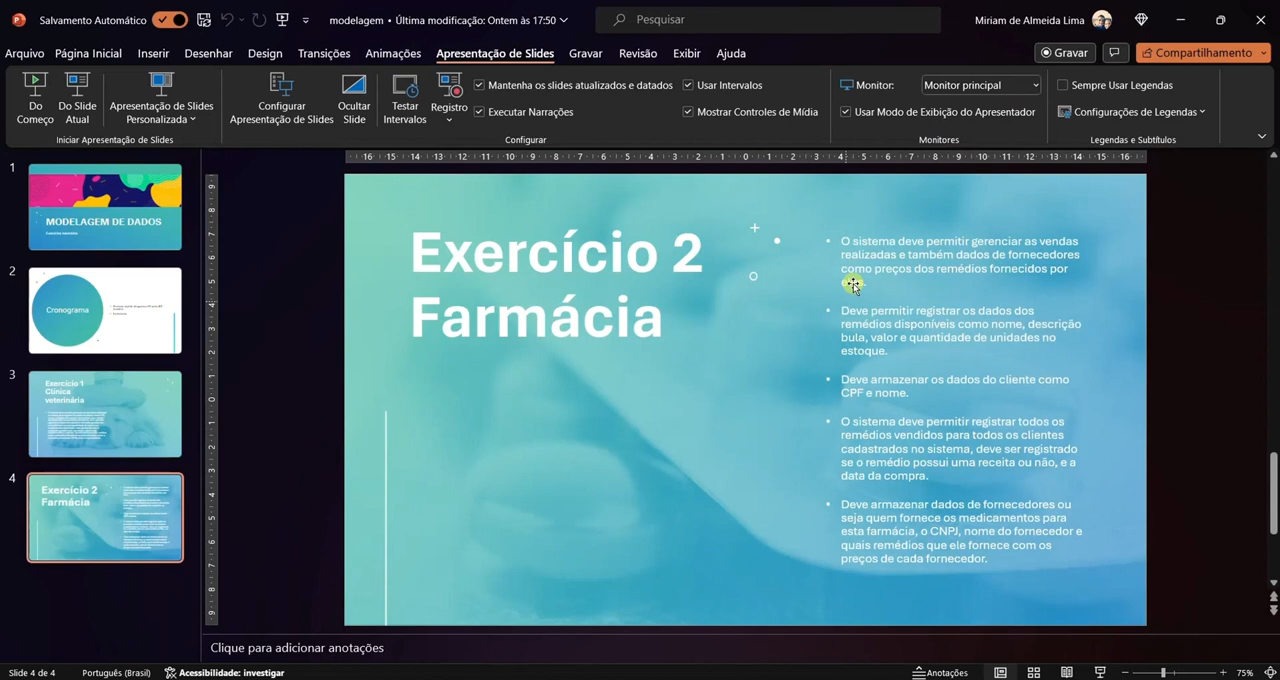 Salvamento Automático
modelagem • Última modificação: Ontem às 17:50
Pesquisar
Miriam de Almeida Lima
Arquivo Página Inicial Inserir Desenhar Design Transições Animações Apresentação de Slides Gravar Revisão Exibir Ajuda
Gravar
Compartilhamento
Do Começo
Do Slide Atual
Apresentação de Slides Personalizada
Iniciar Apresentação de Slides
Configurar Apresentação de Slides
Ocultar Slide
Testar Intervalos
Registro
Mantenha os slides atualizados e datados
Executar Narrações
Usar Intervalos
Mostrar Controles de Mídia
Configurar
Monitor: Monitor principal
Usar Modo de Exibição do Apresentador
Monitores
Sempre Usar Legendas
Configurações de Legendas
Legendas e Subtítulos
1
MODELAGEM DE DADOS
2
Cronograma
3
Exercício 1
Clínica
veterinária
4
Exercício 2
Farmácia
Exercício 2
Farmácia
• O sistema deve permitir gerenciar as vendas
realizadas e também dados de fornecedores
como preços dos remédios fornecidos por
• Deve permitir registrar os dados dos
remédios disponíveis como nome, descrição
bula, valor e quantidade de unidades no
estoque.
• Deve armazenar os dados do cliente como
CPF e nome.
• O sistema deve permitir registrar todos os
remédios vendidos para todos os clientes
cadastrados no sistema, deve ser registrado
se o remédio possui uma receita ou não, e a
data da compra.
• Deve armazenar dados de fornecedores ou
seja quem fornece os medicamentos para
esta farmácia, o CNPJ, nome do fornecedor e
quais remédios que ele fornece com os
preços de cada fornecedor.
Clique para adicionar anotações
Slide 4 de 4
Português (Brasil)
Acessibilidade: investigar
Anotações
75%